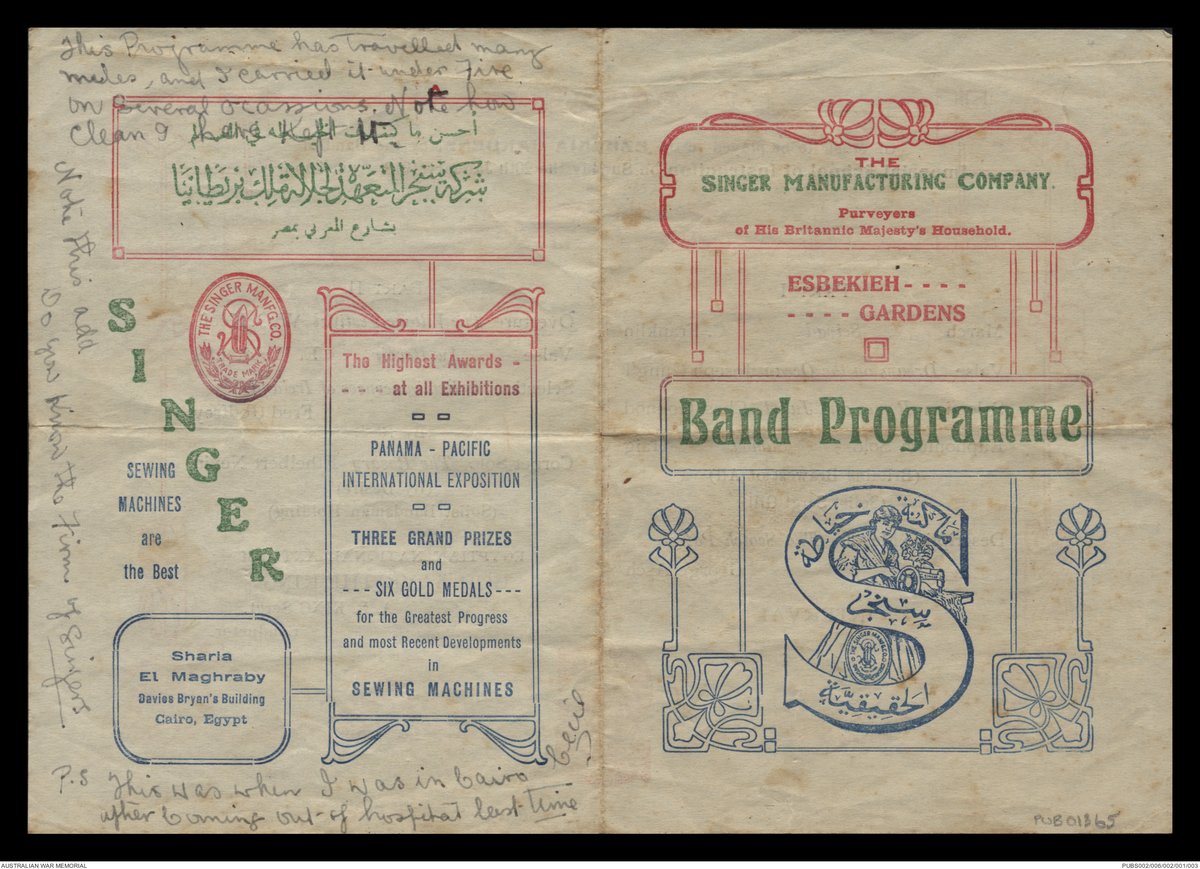 This Programme has travelled many
miles, and I carried it under Fire
on several ocassions. Note how
clean I have kept it
أحسن ما
شركة سنجر المتعهدة لجلالة ملك بريطانيا
بشارع المغربي بمصر
Note this add
Do you know the Firm of Singers
THE SINGER MANFG. CO.
TRADE MARK
SINGER
SEWING
MACHINES
are
the Best
Sharia
El Maghraby
Davies Bryan's Building
Cairo, Egypt
The Highest Awards -
- - - - at all Exhibitions
PANAMA - PACIFIC
INTERNATIONAL EXPOSITION
THREE GRAND PRIZES
and
--- SIX GOLD MEDALS ---
for the Greatest Progress
and most Recent Developments
in
SEWING MACHINES
Cecil
P.S This was when I was in Cairo
after coming out of hospital last time
THE
SINGER MANUFACTURING COMPANY.
Purveyers
of His Britannic Majesty's Household.
ESBEKIEH - - - -
- - - - GARDENS
Band Programme
ماكينة خياطة
سنجر
THE SINGER MANFG. CO.
الحقيقية
PUB01365
AUSTRALIAN WAR MEMORIAL
PUBS002/006/002/001/003